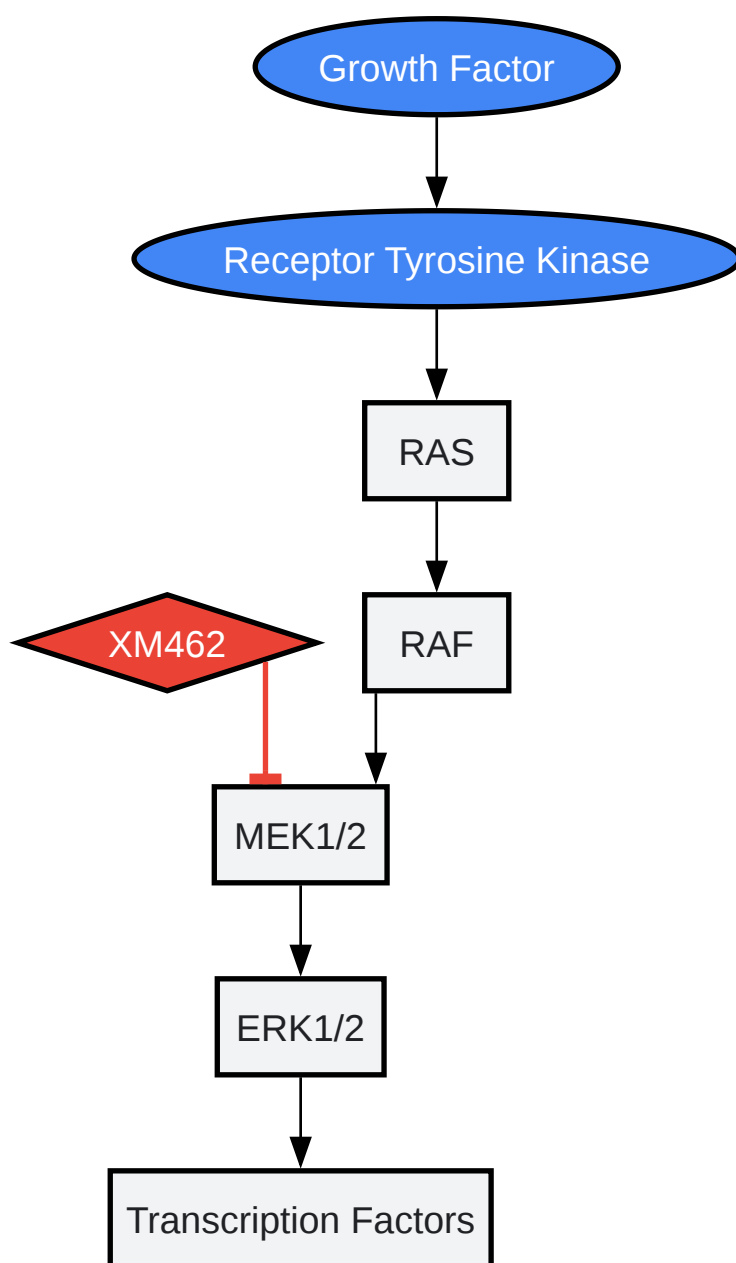 Growth Factor
Receptor Tyrosine Kinase
RAS
XM462
RAF
MEK1/2
ERK1/2
Transcription Factors